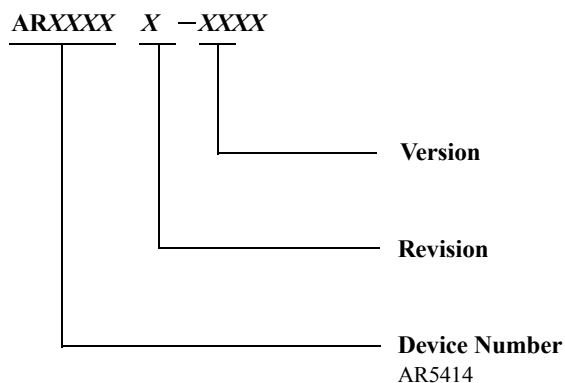 ARXXXX X –XXXX
Version
Revision
Device Number
AR5414